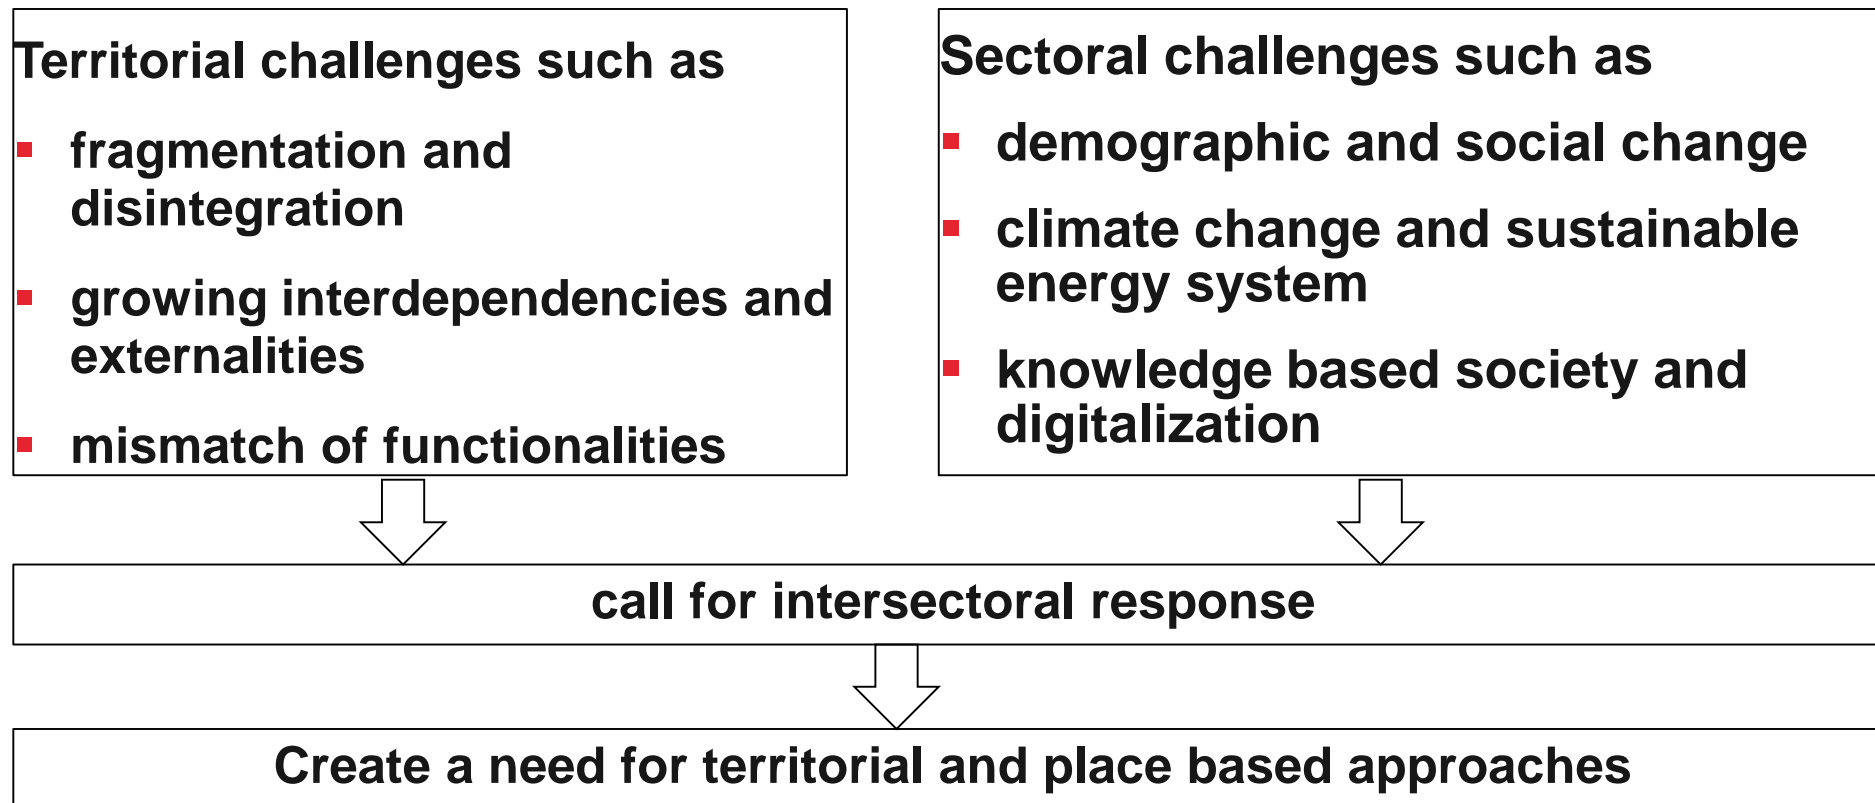 Territorial challenges such as
▪ fragmentation and
disintegration
▪ growing interdependencies and
externalities
▪ mismatch of functionalities
Sectoral challenges such as
▪ demographic and social change
▪ climate change and sustainable
energy system
▪ knowledge based society and
digitalization
call for intersectoral response
Create a need for territorial and place based approaches